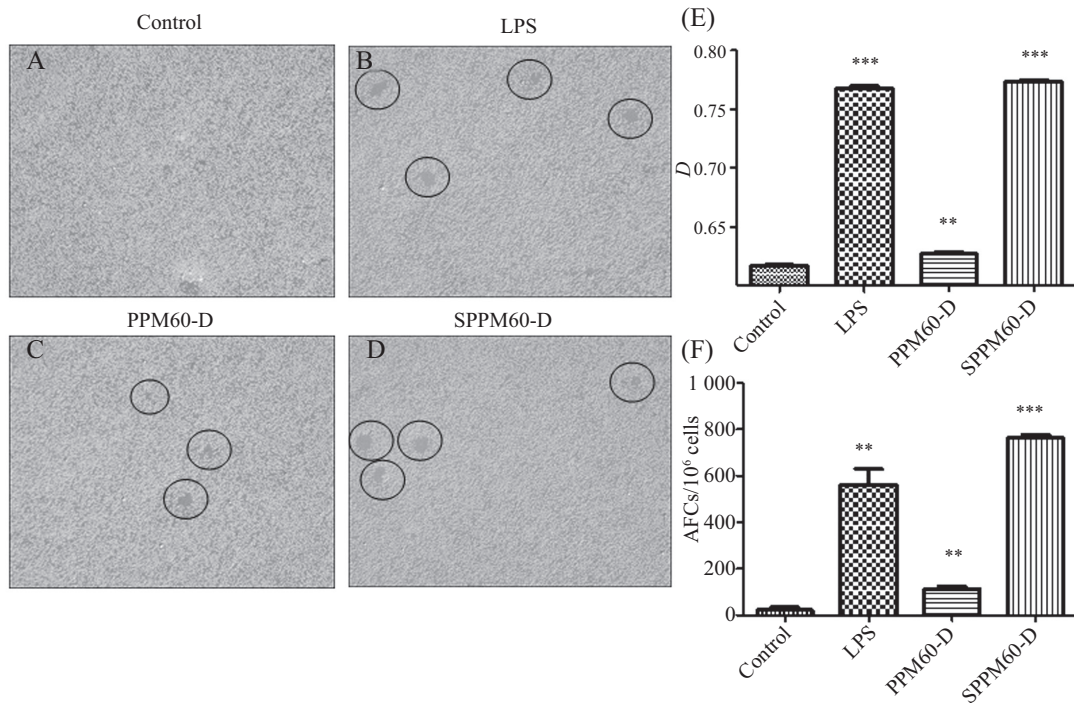 Control
LPS
A
B
PPM60-D
SPPM60-D
C
D
(E)
0.80
0.75
0.70
0.65
D
***
**
***
Control
LPS
PPM60-D
SPPM60-D
(F)
1 000
800
600
400
200
0
AFCs/10⁶ cells
**
**
***
Control
LPS
PPM60-D
SPPM60-D